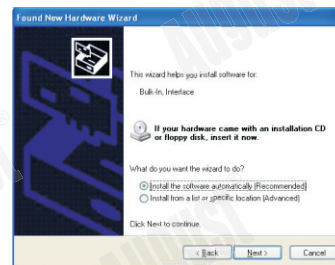 Found New Hardware Wizard
This wizard helps you install software for:
Bulk-In, Interface
If your hardware came with an installation CD
or floppy disk, insert it now.
What do you want the wizard to do?
Install the software automatically (Recommended)
Install from a list or specific location (Advanced)
Click Next to continue.
< Back
Next >
Cancel
August